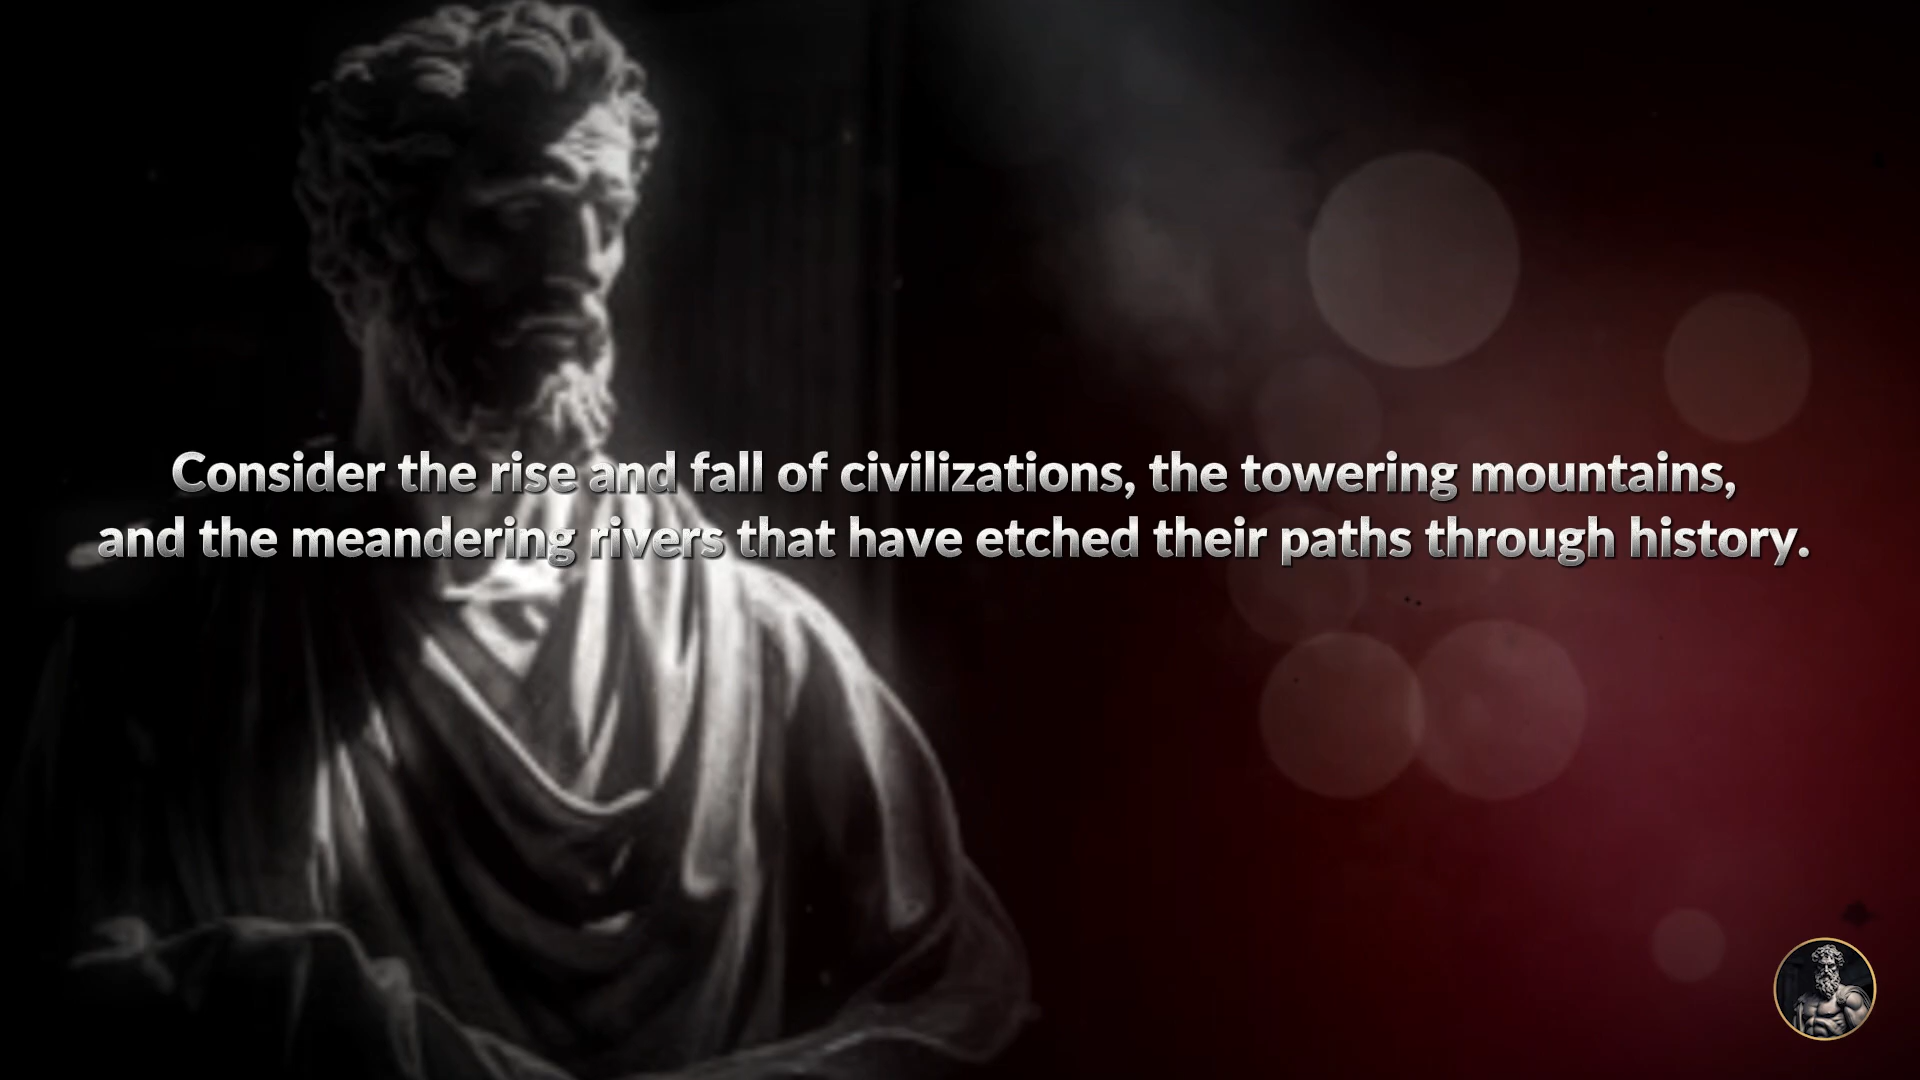 Consider the rise and fall of civilizations, the towering mountains,
and the meandering rivers that have etched their paths through history.